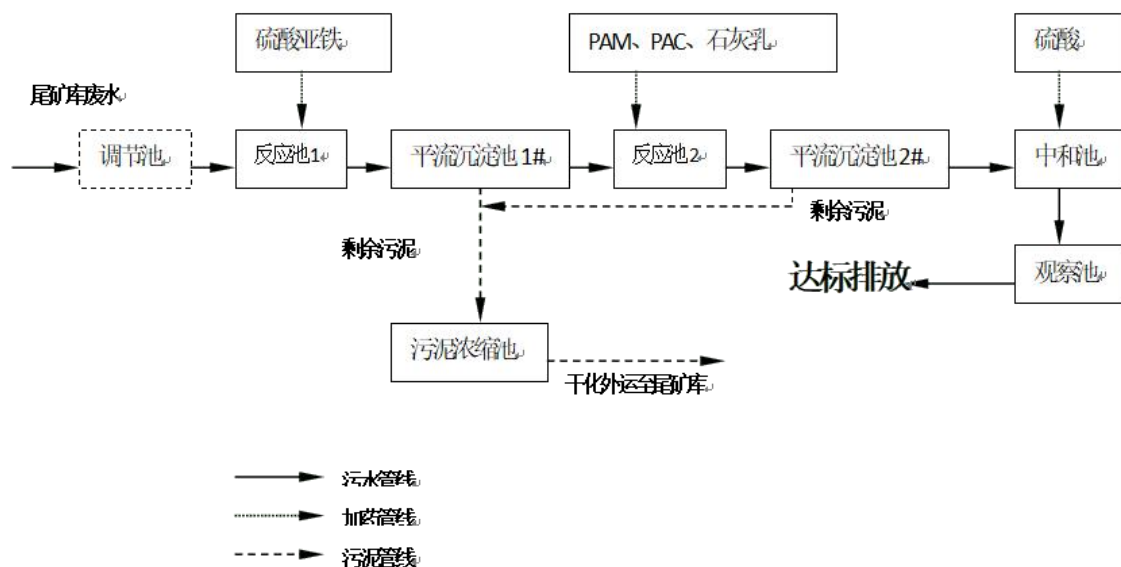 硫酸亚铁
PAM、PAC、石灰乳
硫酸
尾矿库废水
调节池
反应池1
平流沉淀池1#
反应池2
平流沉淀池2#
中和池
剩余污泥
剩余污泥
达标排放
观察池
污泥浓缩池
干化外运至尾矿库
污水管线
加药管线
污泥管线